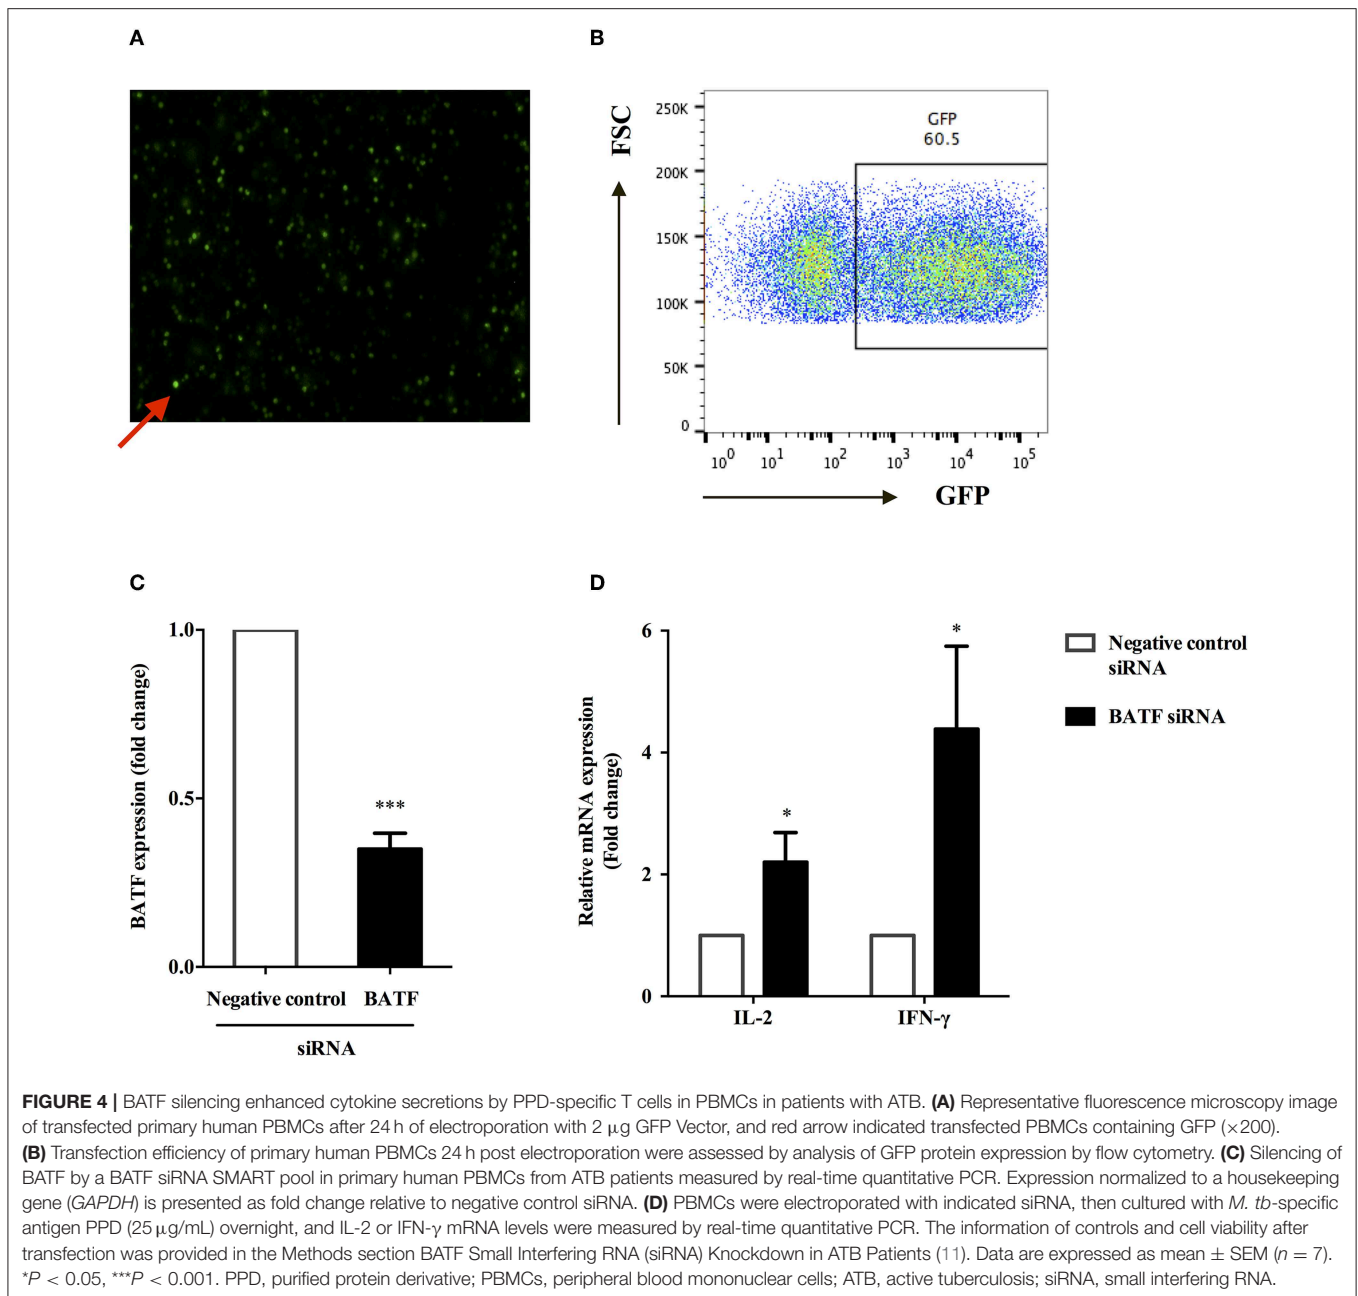 A
B
FSC
250K
200K
150K
100K
50K
0
GFP
60.5
10^0 10^1 10^2 10^3 10^4 10^5
GFP
C
BATF expression (fold change)
1.0
0.5
0.0
***
Negative control BATF
siRNA
D
Relative mRNA expression
(Fold change)
6
4
2
0
*
*
IL-2 IFN-γ
Negative control
siRNA
BATF siRNA
FIGURE 4 | BATF silencing enhanced cytokine secretions by PPD-specific T cells in PBMCs in patients with ATB. (A) Representative fluorescence microscopy image
of transfected primary human PBMCs after 24 h of electroporation with 2 μg GFP Vector, and red arrow indicated transfected PBMCs containing GFP (×200).
(B) Transfection efficiency of primary human PBMCs 24 h post electroporation were assessed by analysis of GFP protein expression by flow cytometry. (C) Silencing of
BATF by a BATF siRNA SMART pool in primary human PBMCs from ATB patients measured by real-time quantitative PCR. Expression normalized to a housekeeping
gene (GAPDH) is presented as fold change relative to negative control siRNA. (D) PBMCs were electroporated with indicated siRNA, then cultured with M. tb-specific
antigen PPD (25 μg/mL) overnight, and IL-2 or IFN-γ mRNA levels were measured by real-time quantitative PCR. The information of controls and cell viability after
transfection was provided in the Methods section BATF Small Interfering RNA (siRNA) Knockdown in ATB Patients (11). Data are expressed as mean ± SEM (n = 7).
*P < 0.05, ***P < 0.001. PPD, purified protein derivative; PBMCs, peripheral blood mononuclear cells; ATB, active tuberculosis; siRNA, small interfering RNA.